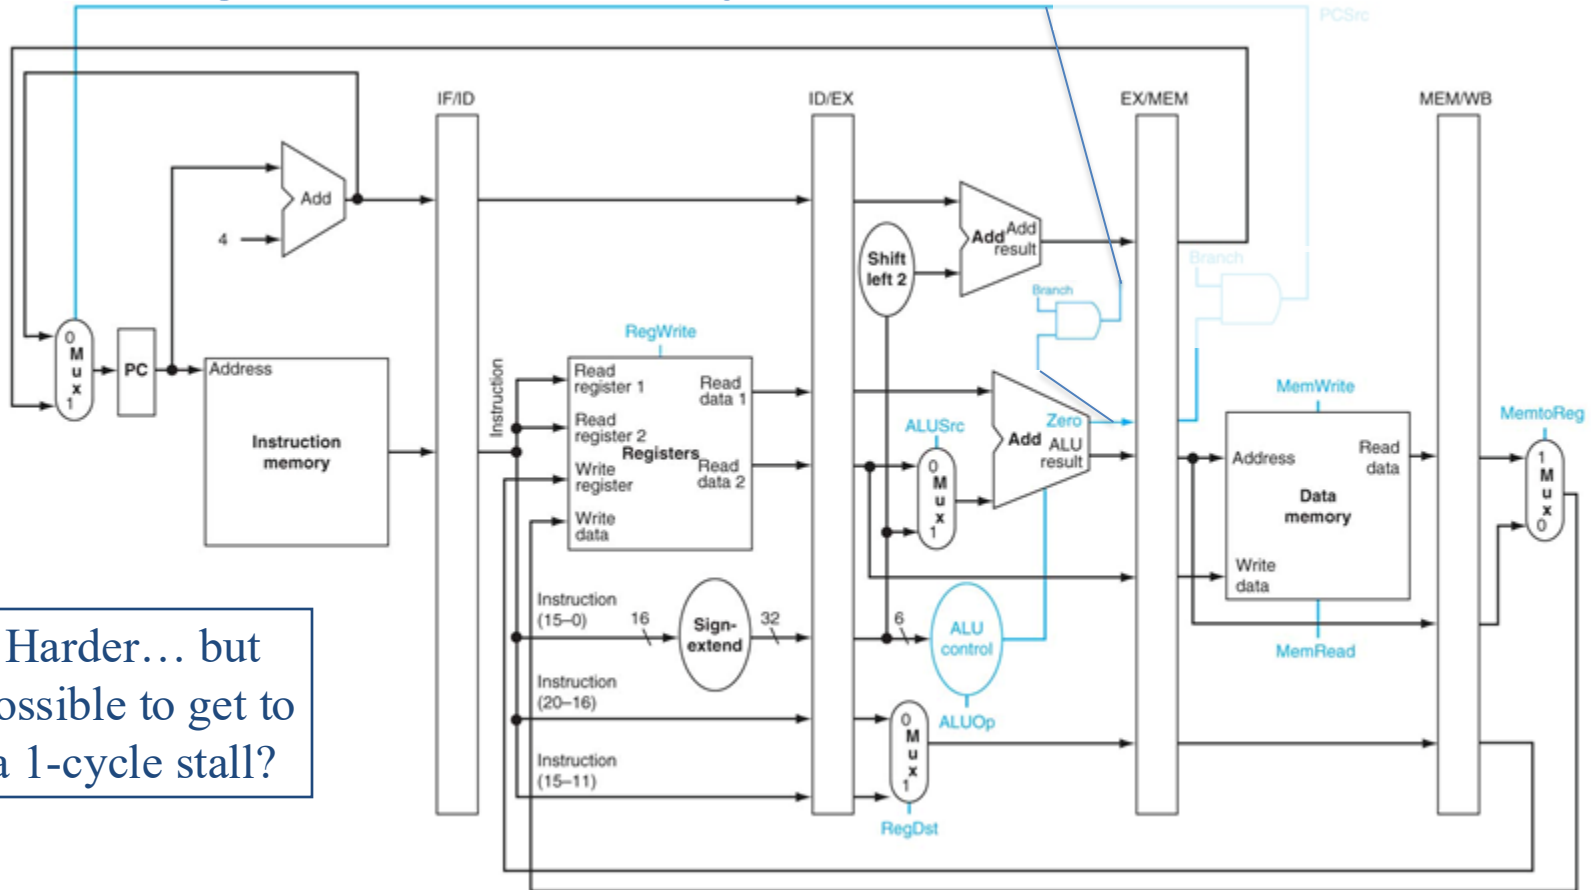 PCSrc
IF/ID
ID/EX
EX/MEM
MEM/WB
Add
4
Shift
left 2
Add
Add
result
Branch
Branch
0
M
u
x
1
PC
Address
Instruction
memory
Instruction
RegWrite
Read
register 1
Read
register 2
Write
register
Write
data
Registers
Read
data 1
Read
data 2
ALUSrc
0
M
u
x
1
Zero
Add
ALU
result
MemWrite
Address
Read
data
Data
memory
Write
data
MemRead
MemtoReg
1
M
u
x
0
Instruction
(15–0)
16
Sign-
extend
32
6
ALU
control
ALUOp
Instruction
(20–16)
Instruction
(15–11)
0
M
u
x
1
RegDst
Harder... but
ossible to get to
a 1-cycle stall?